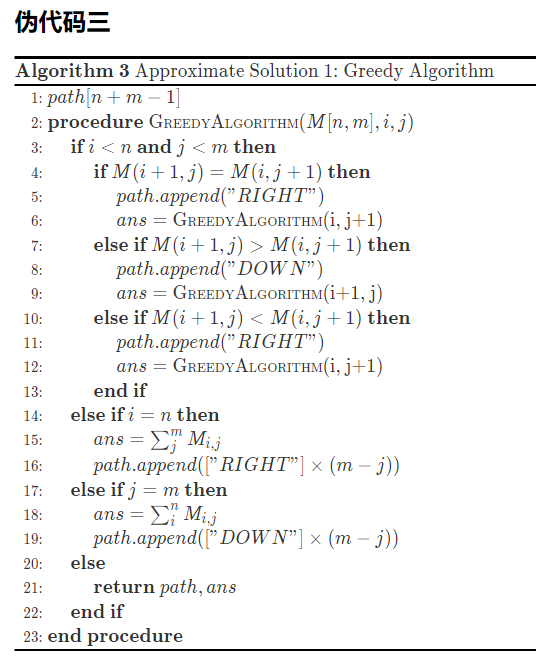 伪代码三
Algorithm 3 Approximate Solution 1: Greedy Algorithm
1: path[n + m − 1]
2: procedure GREEDYALGORITHM(M[n, m], i, j)
3: if i < n and j < m then
4: if M(i + 1, j) = M(i, j + 1) then
5: path.append("RIGHT")
6: ans = GREEDYALGORITHM(i, j+1)
7: else if M(i + 1, j) > M(i, j + 1) then
8: path.append("DOWN")
9: ans = GREEDYALGORITHM(i+1, j)
10: else if M(i + 1, j) < M(i, j + 1) then
11: path.append("RIGHT")
12: ans = GREEDYALGORITHM(i, j+1)
13: end if
14: else if i = n then
15: ans = ∑_j^m M_{i,j}
16: path.append(["RIGHT"] × (m − j))
17: else if j = m then
18: ans = ∑_i^n M_{i,j}
19: path.append(["DOWN"] × (m − j))
20: else
21: return path, ans
22: end if
23: end procedure